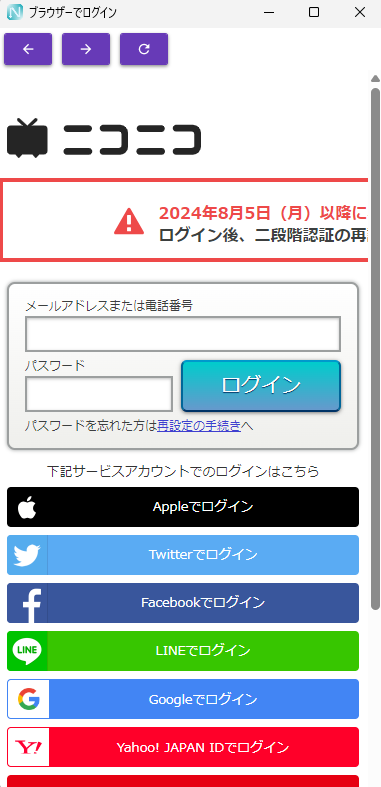 ブラウザーでログイン
ニコニコ
2024年8月5日（月）以降に
ログイン後、二段階認証の再
メールアドレスまたは電話番号
パスワード
ログイン
パスワードを忘れた方は再設定の手続きへ
下記サービスアカウントでのログインはこちら
Appleでログイン
Twitterでログイン
Facebookでログイン
LINE
LINEでログイン
Googleでログイン
Y!
Yahoo! JAPAN IDでログイン